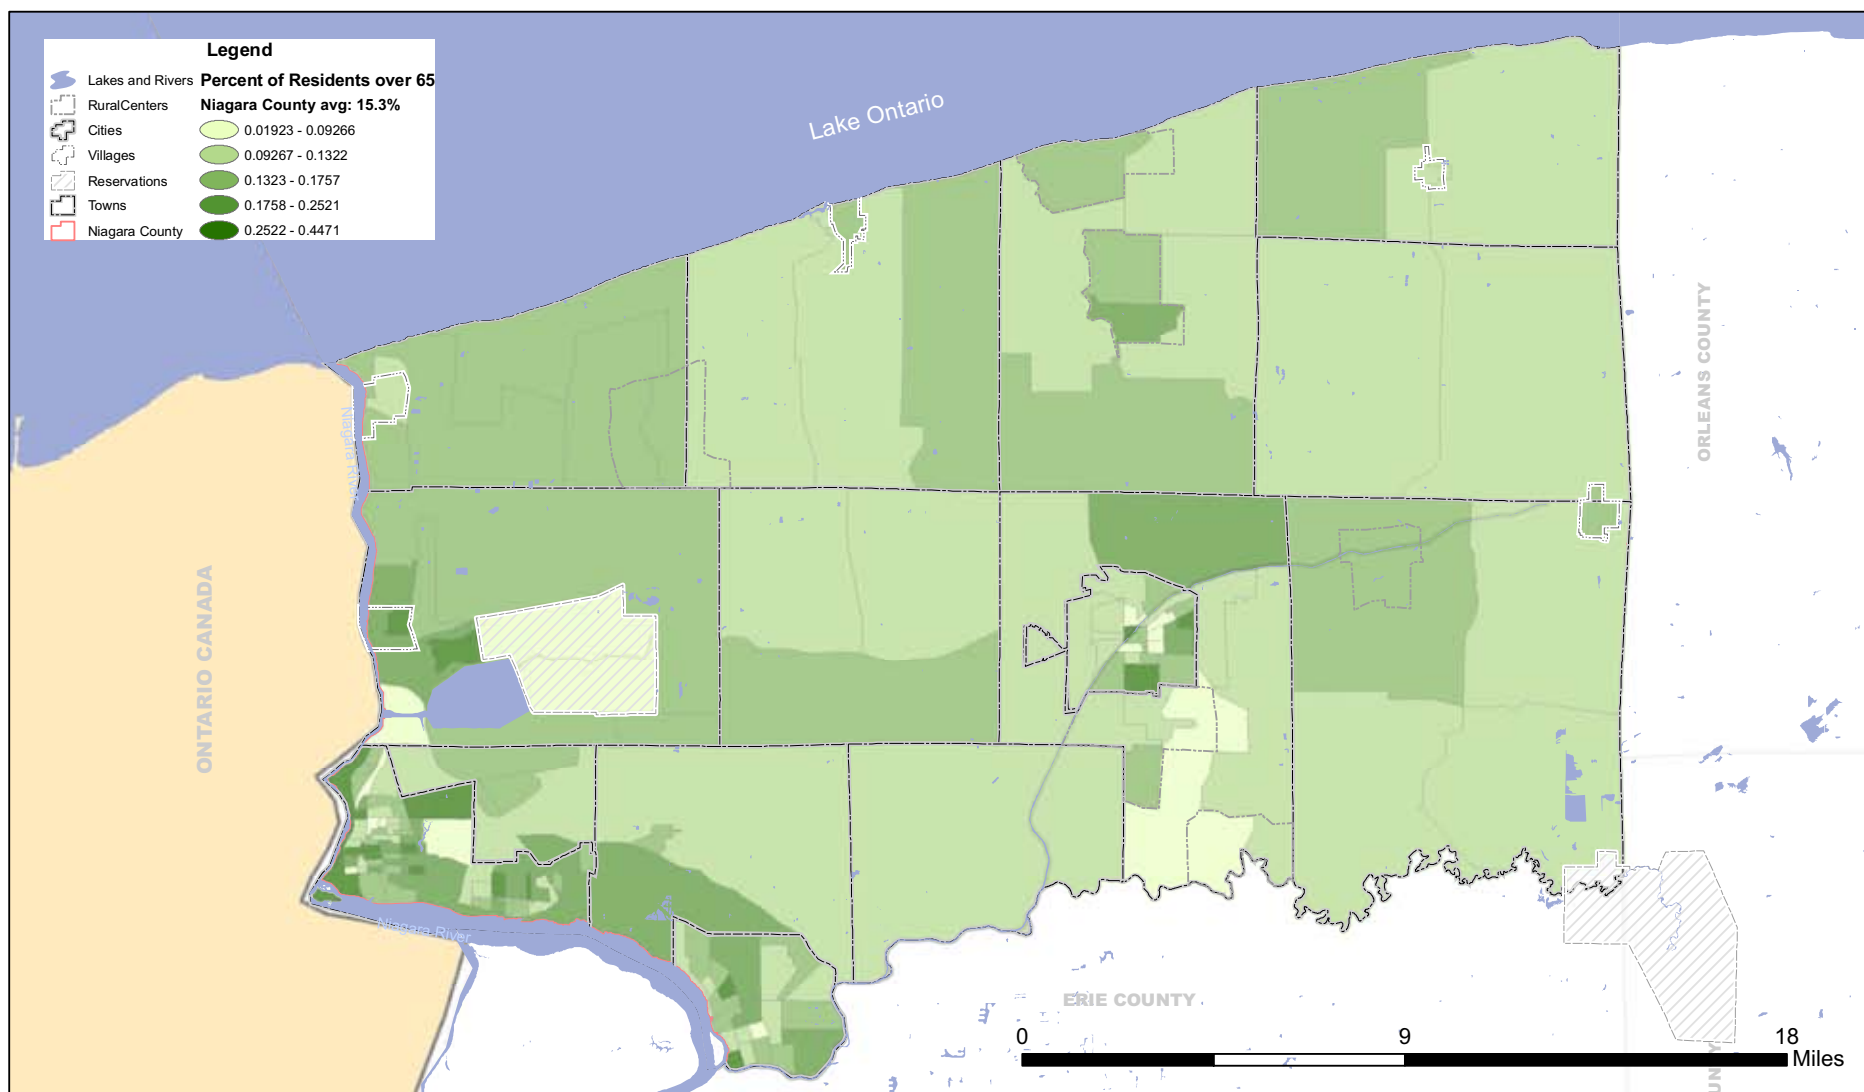 Legend
Lakes and Rivers
RuralCenters
Cities
Villages
Reservations
Towns
Niagara County
Percent of Residents over 65
Niagara County avg: 15.3%
0.01923 - 0.09266
0.09267 - 0.1322
0.1323 - 0.1757
0.1758 - 0.2521
0.2522 - 0.4471
Lake Ontario
Niagara River
ORLEANS COUNTY
ONTARIO CANADA
Niagara River
ERIE COUNTY
0 9 18
Miles